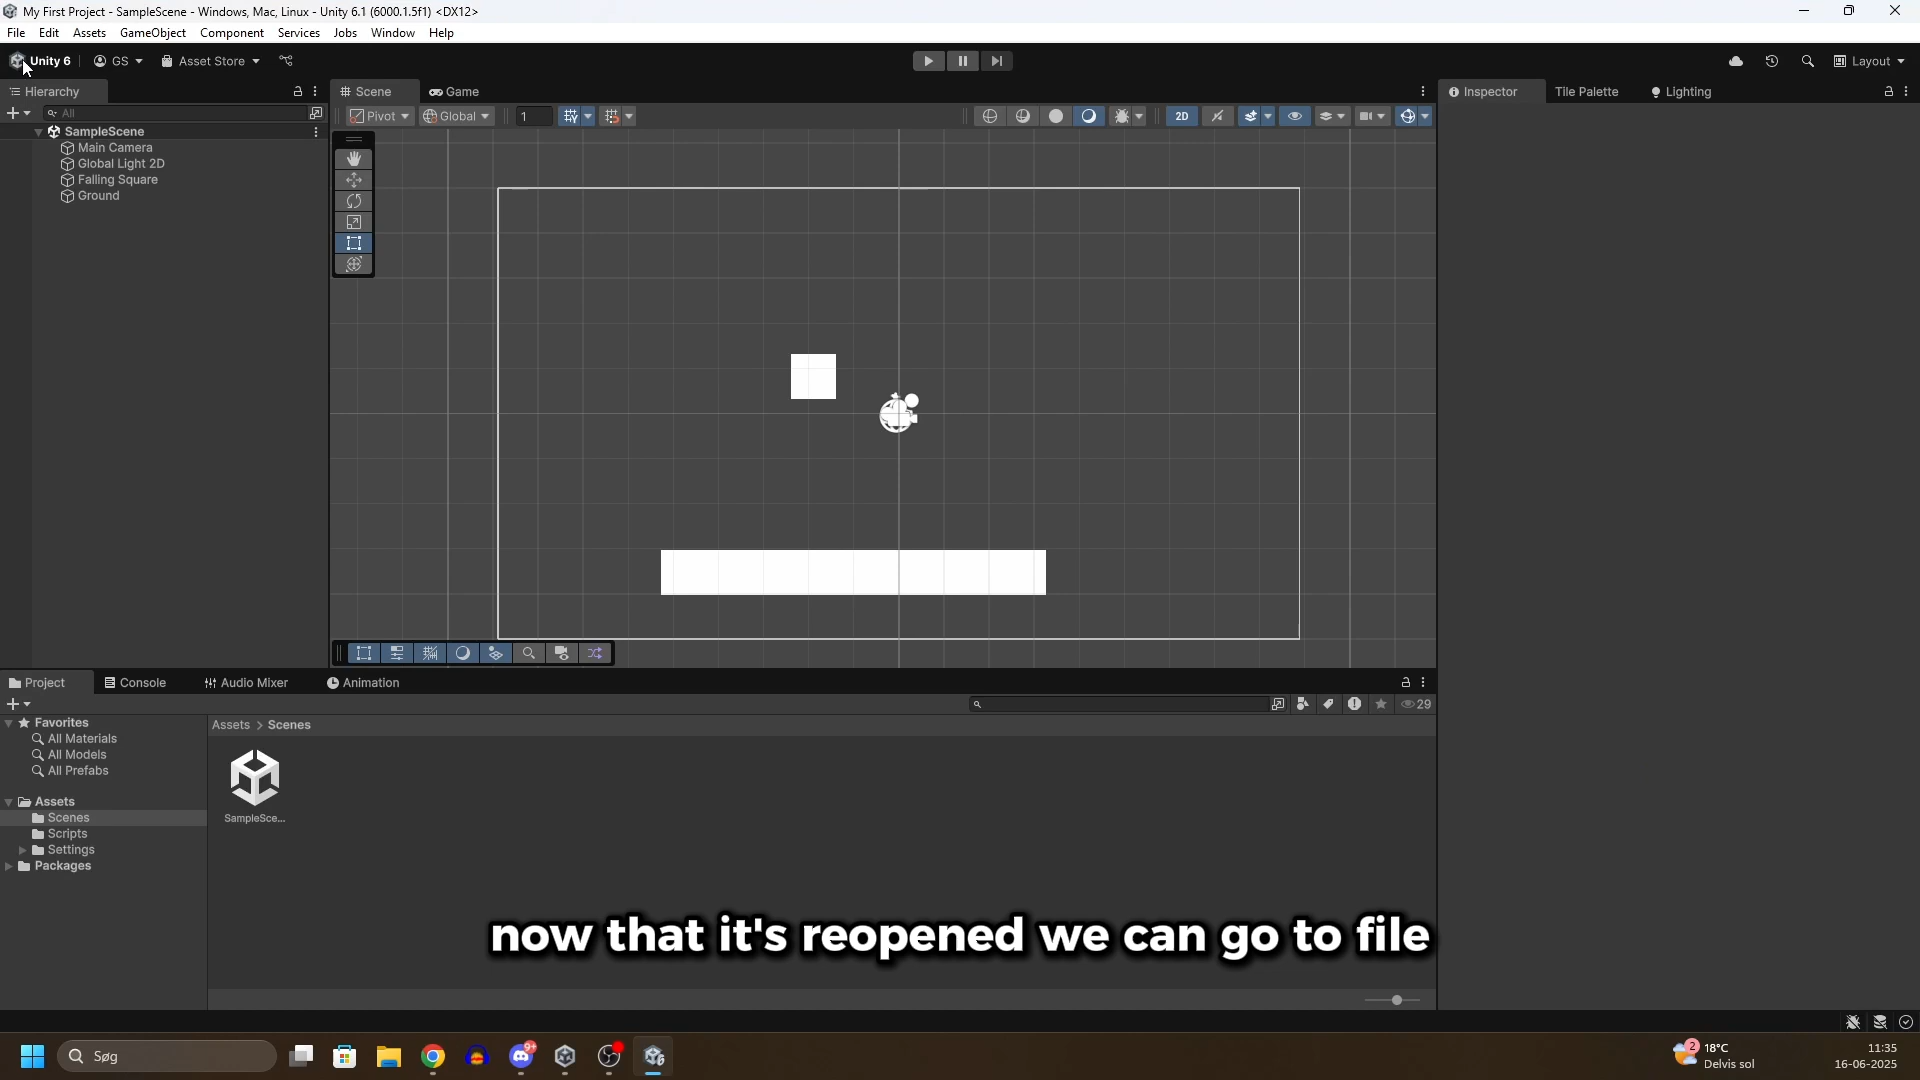 My First Project - SampleScene - Windows, Mac, Linux - Unity 6.1 (6000.1.5f1) <DX12>
File Edit Assets GameObject Component Services Jobs Window Help
Unity 6 GS Asset Store Layout
Hierarchy
All
SampleScene
Main Camera
Global Light 2D
Falling Square
Ground
Scene Game
Pivot Global 1 2D
Inspector Tile Palette Lighting
Project Console Audio Mixer Animation
29
Favorites
All Materials
All Models
All Prefabs
Assets
Scenes
Scripts
Settings
Packages
Assets > Scenes
SampleSce...
now that it's reopened we can go to file
Søg
9+
2
18°C
Delvis sol
11:35
16-06-2025